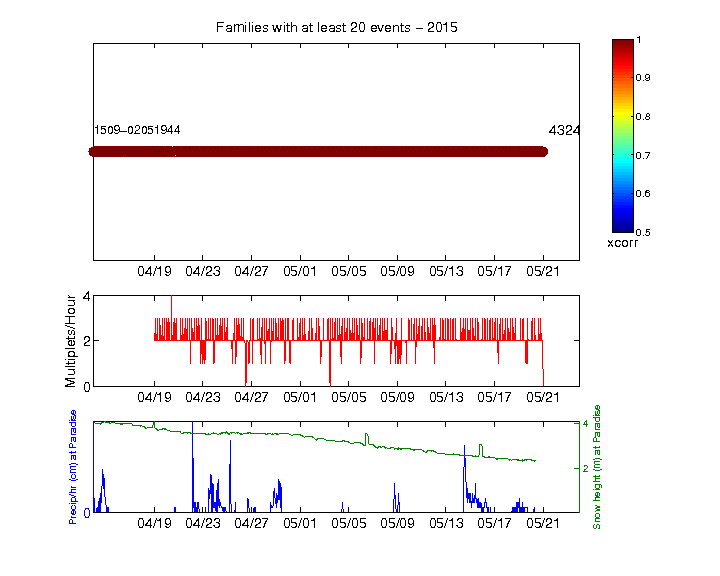 Families with at least 20 events − 2015
1509−02051944
4324
04/19 04/23 04/27 05/01 05/05 05/09 05/13 05/17 05/21
1
0.9
0.8
0.7
0.6
0.5
xcorr
Multiplets/Hour
4
2
0
04/19 04/23 04/27 05/01 05/05 05/09 05/13 05/17 05/21
Precip/hr (cm) at Paradise
0
4
2
Snow height (m) at Paradise
04/19 04/23 04/27 05/01 05/05 05/09 05/13 05/17 05/21